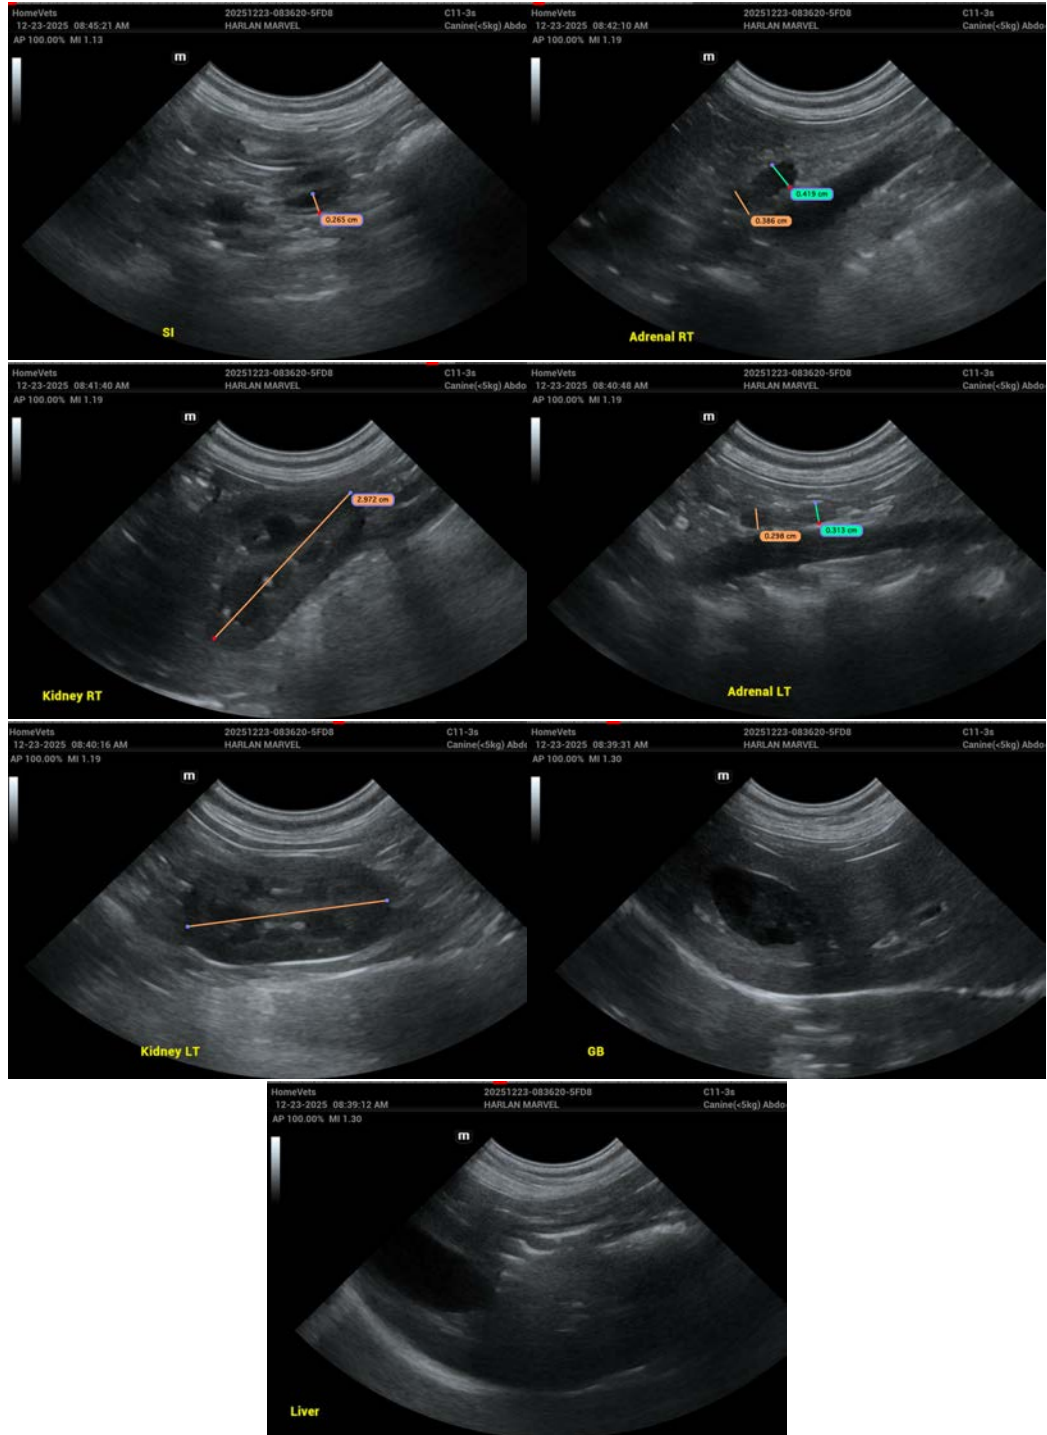 HomeVets 20251223-083620-5FD8 C11-3s
12-23-2025 08:45:21 AM HARLAN MARVEL Canine(<5kg) Abdo
AP 100.00% MI 1.13
m
0.265 cm
SI
HomeVets 20251223-083620-5FD8 C11-3s
12-23-2025 08:42:10 AM HARLAN MARVEL Canine(<5kg) Abdo
AP 100.00% MI 1.19
m
0.419 cm
0.386 cm
Adrenal RT
HomeVets 20251223-083620-5FD8 C11-3s
12-23-2025 08:41:40 AM HARLAN MARVEL Canine(<5kg) Abdo
AP 100.00% MI 1.19
m
2.972 cm
Kidney RT
HomeVets 20251223-083620-5FD8 C11-3s
12-23-2025 08:40:48 AM HARLAN MARVEL Canine(<5kg) Abdo
AP 100.00% MI 1.19
m
0.298 cm
0.313 cm
Adrenal LT
HomeVets 20251223-083620-5FD8 C11-3s
12-23-2025 08:40:16 AM HARLAN MARVEL Canine(<5kg) Abdo
AP 100.00% MI 1.19
m
Kidney LT
HomeVets 20251223-083620-5FD8 C11-3s
12-23-2025 08:39:31 AM HARLAN MARVEL Canine(<5kg) Abdo
AP 100.00% MI 1.30
m
GB
HomeVets 20251223-083620-5FD8 C11-3s
12-23-2025 08:39:12 AM HARLAN MARVEL Canine(<5kg) Abdo
AP 100.00% MI 1.30
m
Liver